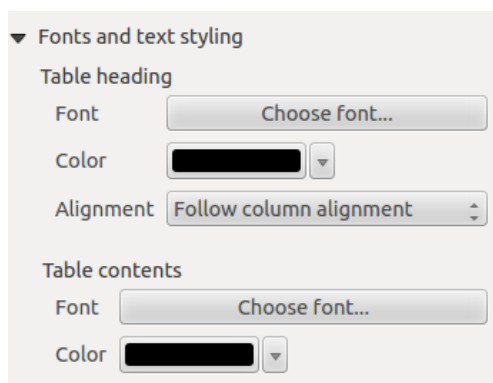 Fonts and text styling
Table heading
Font Choose font...
Color
Alignment Follow column alignment
Table contents
Font Choose font...
Color